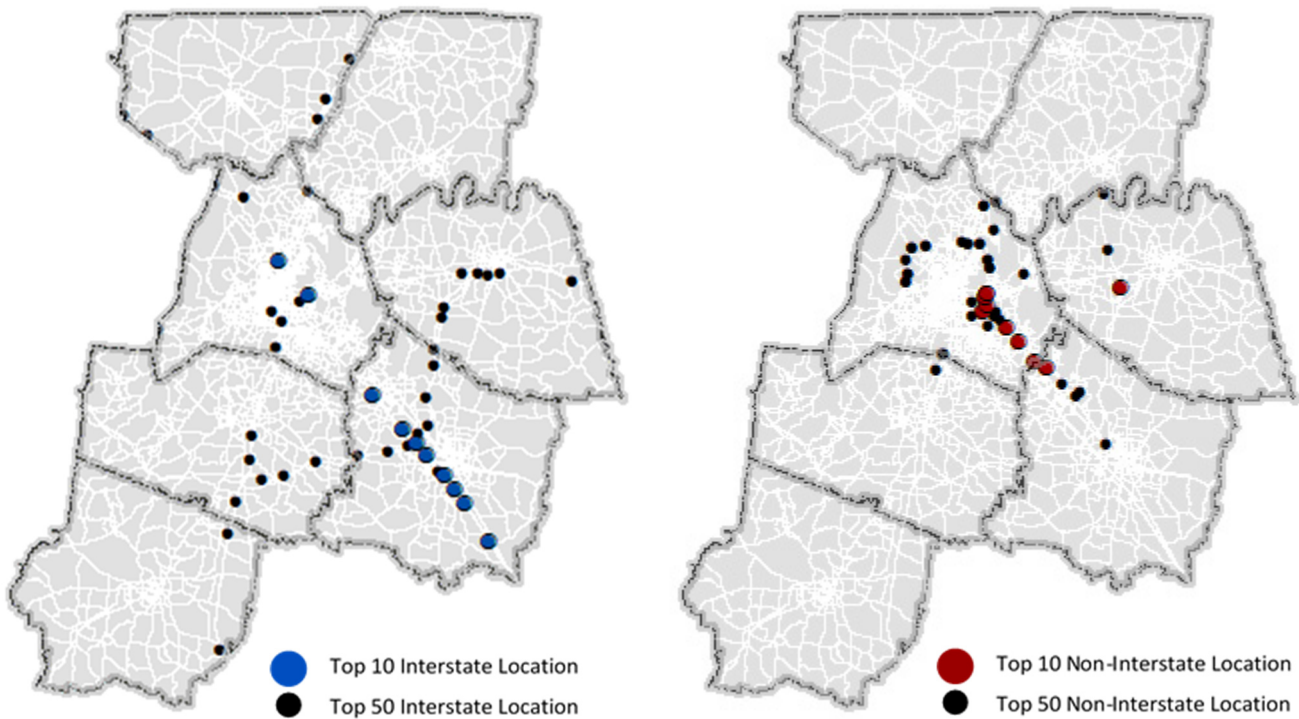 Top 10 Interstate Location
Top 50 Interstate Location
Top 10 Non-Interstate Location
Top 50 Non-Interstate Location